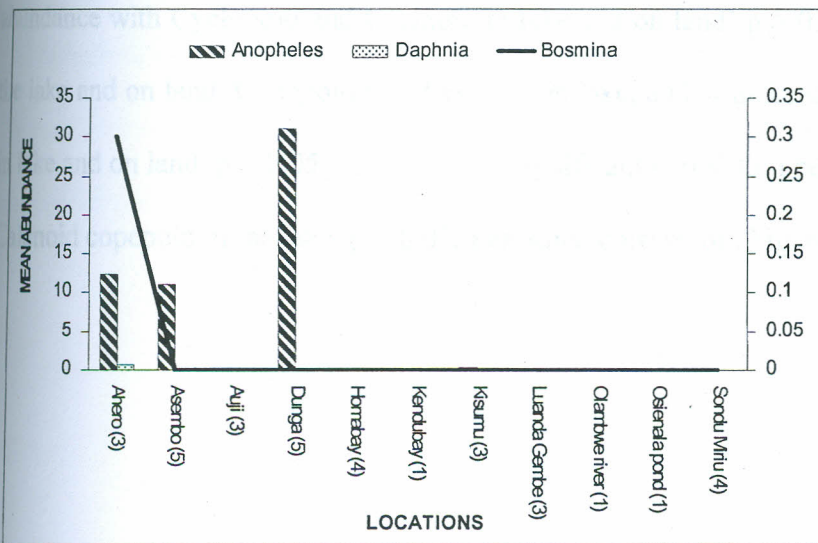 Anopheles Daphnia Bosmina
35 0.35
30 0.3
25 0.25
20 0.2
15 0.15
10 0.1
5 0.05
0 0
MEAN ABUNDANCE
Ahero (3)
Asembo (5)
Auji (3)
Dunga (5)
Homabay (4)
Kendubay (1)
Kisumu (3)
Luanda Gembe (3)
Olambwe river (1)
Osienala pond (1)
Sondu Miriu (4)
LOCATIONS